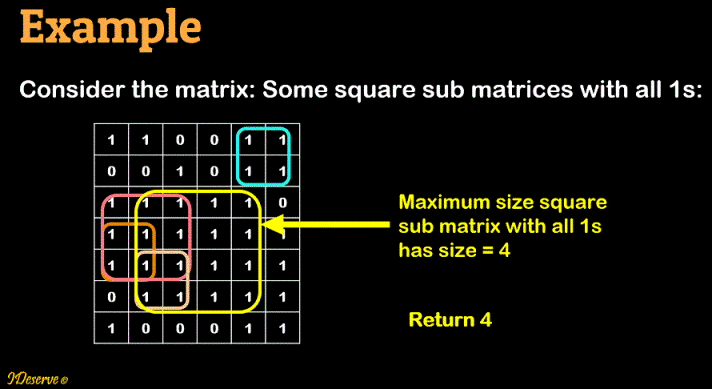 Example
Consider the matrix: Some square sub matrices with all 1s:
1 1 0 0 1 1
0 0 1 0 1 1
1 1 1 1 1 0
1 1 1 1 1 1
1 1 1 1 1 1
0 1 1 1 1 1
1 0 0 0 1 1
Maximum size square
sub matrix with all 1s
has size = 4
Return 4
IDeserve ©